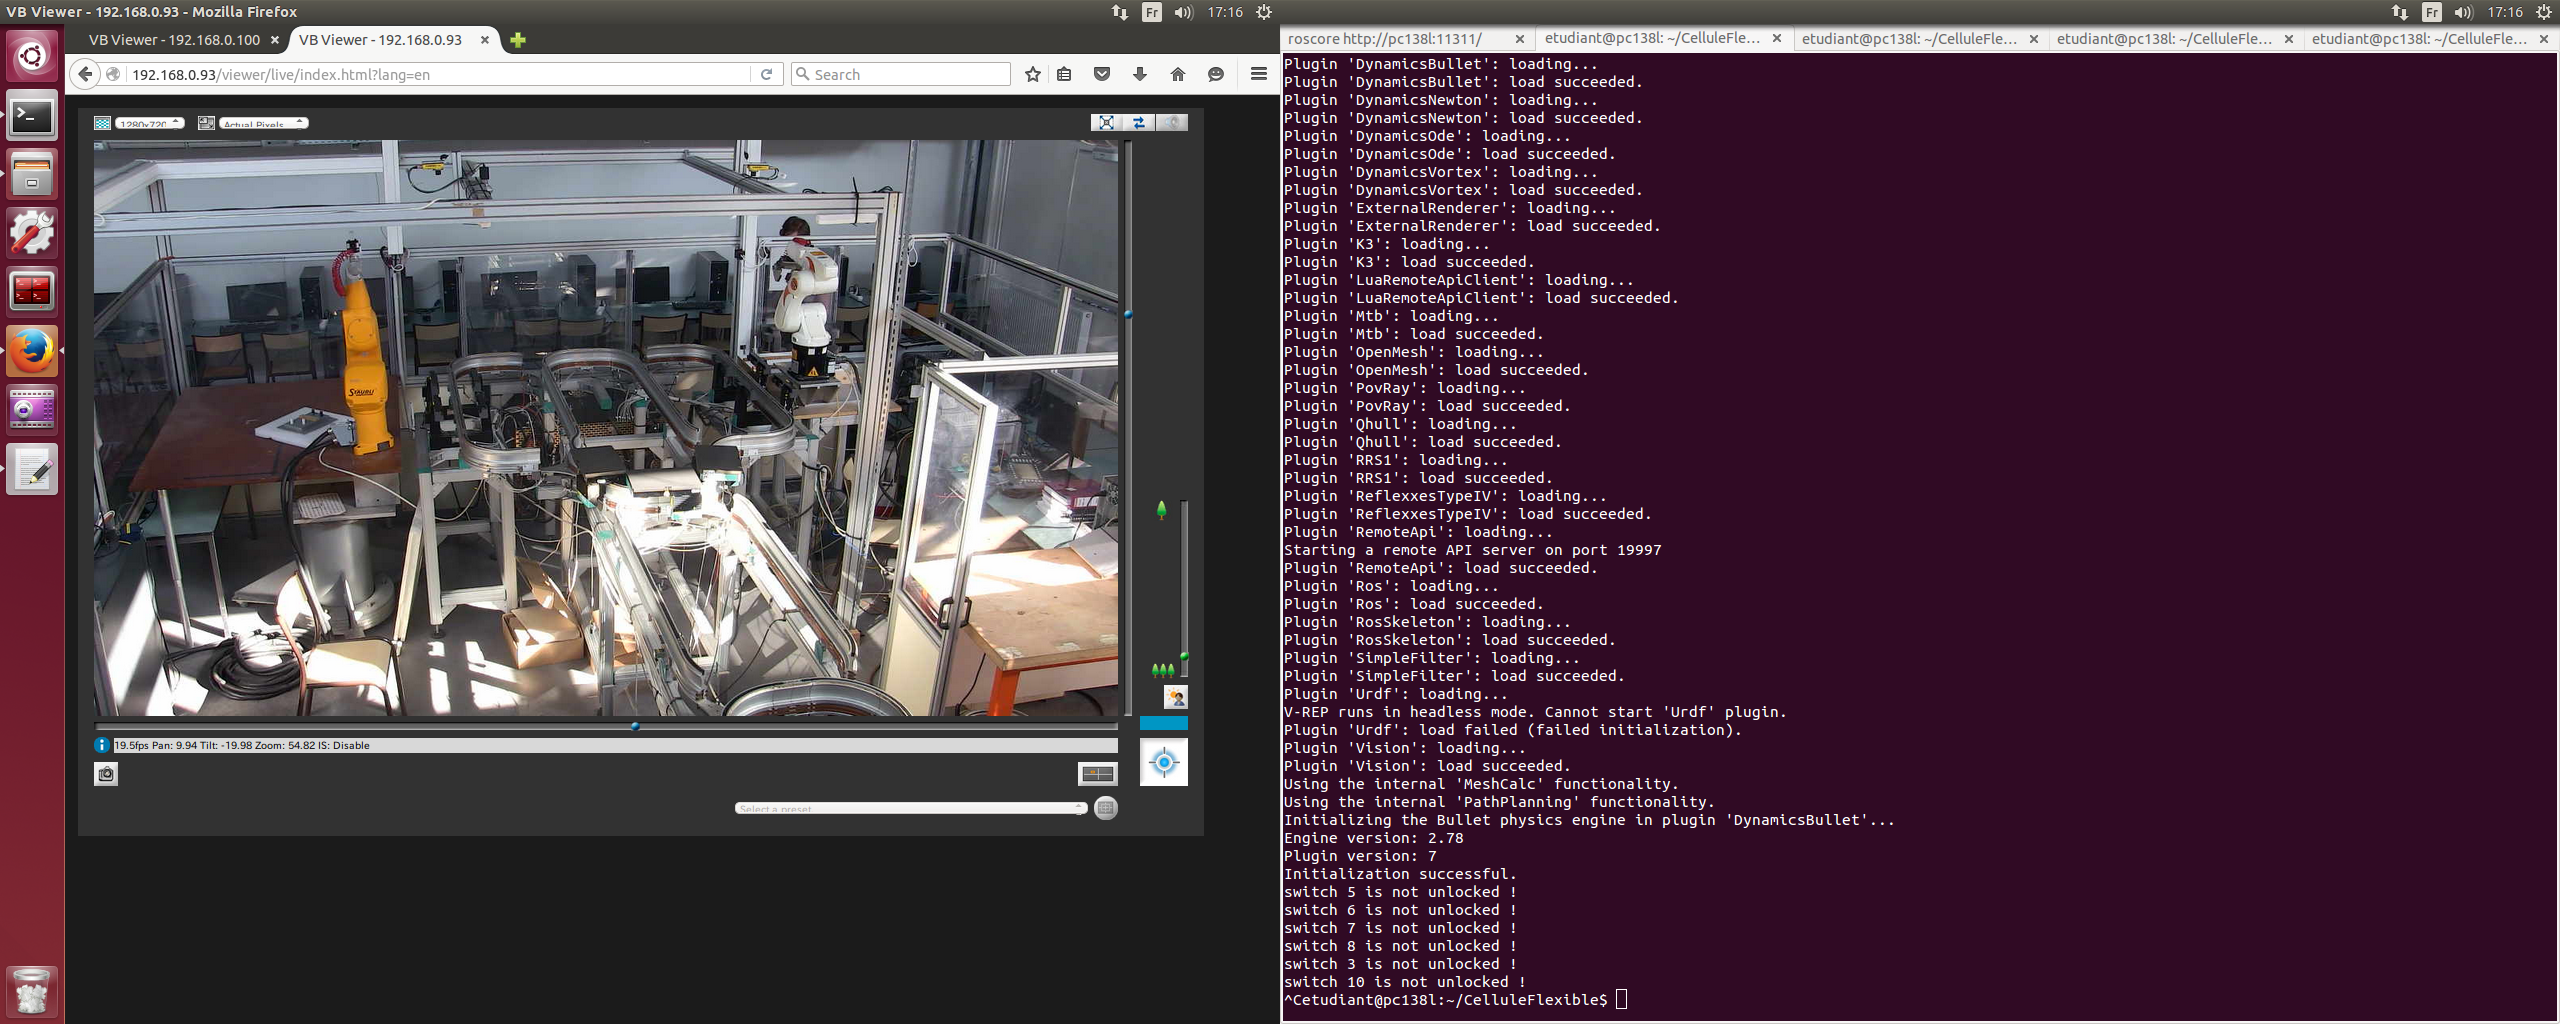 VB Viewer - 192.168.0.93 - Mozilla Firefox
Fr
17:16
Fr
17:16
VB Viewer - 192.168.0.100
VB Viewer - 192.168.0.93
192.168.0.93/viewer/live/index.html?lang=en
Search
1280x720
Actual Pixels
STAUBLI
19.5fps Pan: 9.94 Tilt: -19.98 Zoom: 54.82 IS: Disable
Select a preset
roscore http://pc138l:11311/
etudiant@pc138l: ~/CelluleFle...
etudiant@pc138l: ~/CelluleFle...
etudiant@pc138l: ~/CelluleFle...
etudiant@pc138l: ~/CelluleFle...
Plugin 'DynamicsBullet': loading...
Plugin 'DynamicsBullet': load succeeded.
Plugin 'DynamicsNewton': loading...
Plugin 'DynamicsNewton': load succeeded.
Plugin 'DynamicsOde': loading...
Plugin 'DynamicsOde': load succeeded.
Plugin 'DynamicsVortex': loading...
Plugin 'DynamicsVortex': load succeeded.
Plugin 'ExternalRenderer': loading...
Plugin 'ExternalRenderer': load succeeded.
Plugin 'K3': loading...
Plugin 'K3': load succeeded.
Plugin 'LuaRemoteApiClient': loading...
Plugin 'LuaRemoteApiClient': load succeeded.
Plugin 'Mtb': loading...
Plugin 'Mtb': load succeeded.
Plugin 'OpenMesh': loading...
Plugin 'OpenMesh': load succeeded.
Plugin 'PovRay': loading...
Plugin 'PovRay': load succeeded.
Plugin 'Qhull': loading...
Plugin 'Qhull': load succeeded.
Plugin 'RRS1': loading...
Plugin 'RRS1': load succeeded.
Plugin 'ReflexxesTypeIV': loading...
Plugin 'ReflexxesTypeIV': load succeeded.
Plugin 'RemoteApi': loading...
Starting a remote API server on port 19997
Plugin 'RemoteApi': load succeeded.
Plugin 'Ros': loading...
Plugin 'Ros': load succeeded.
Plugin 'RosSkeleton': loading...
Plugin 'RosSkeleton': load succeeded.
Plugin 'SimpleFilter': loading...
Plugin 'SimpleFilter': load succeeded.
Plugin 'Urdf': loading...
V-REP runs in headless mode. Cannot start 'Urdf' plugin.
Plugin 'Urdf': load failed (failed initialization).
Plugin 'Vision': loading...
Plugin 'Vision': load succeeded.
Using the internal 'MeshCalc' functionality.
Using the internal 'PathPlanning' functionality.
Initializing the Bullet physics engine in plugin 'DynamicsBullet'...
Engine version: 2.78
Plugin version: 7
Initialization successful.
switch 5 is not unlocked !
switch 6 is not unlocked !
switch 7 is not unlocked !
switch 8 is not unlocked !
switch 3 is not unlocked !
switch 10 is not unlocked !
^Cetudiant@pc138l:~/CelluleFlexible$